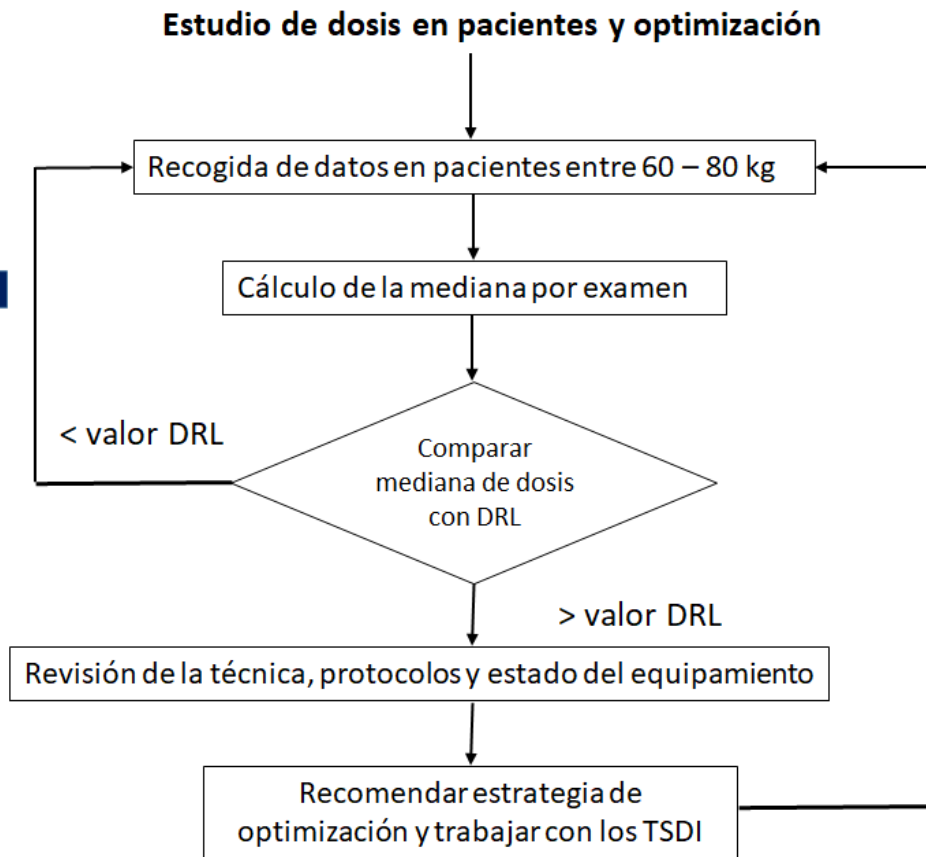 Estudio de dosis en pacientes y optimización
Recogida de datos en pacientes entre 60 – 80 kg
Cálculo de la mediana por examen
< valor DRL
Comparar
mediana de dosis
con DRL
> valor DRL
Revisión de la técnica, protocolos y estado del equipamiento
Recomendar estrategia de
optimización y trabajar con los TSDI